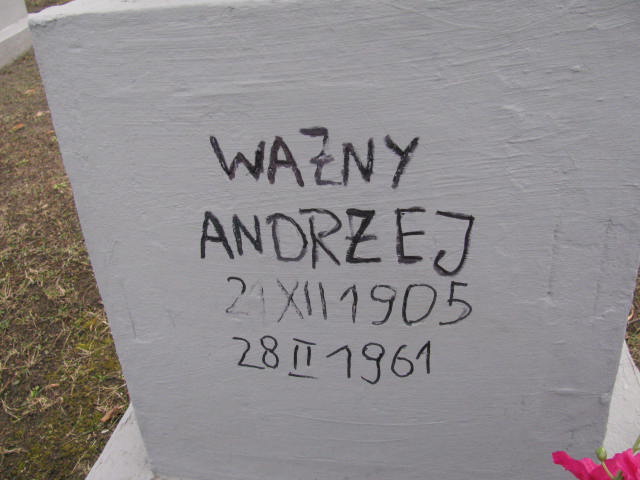 WAŻNY
ANDRZEJ
21 XII 1905
28 II 1961